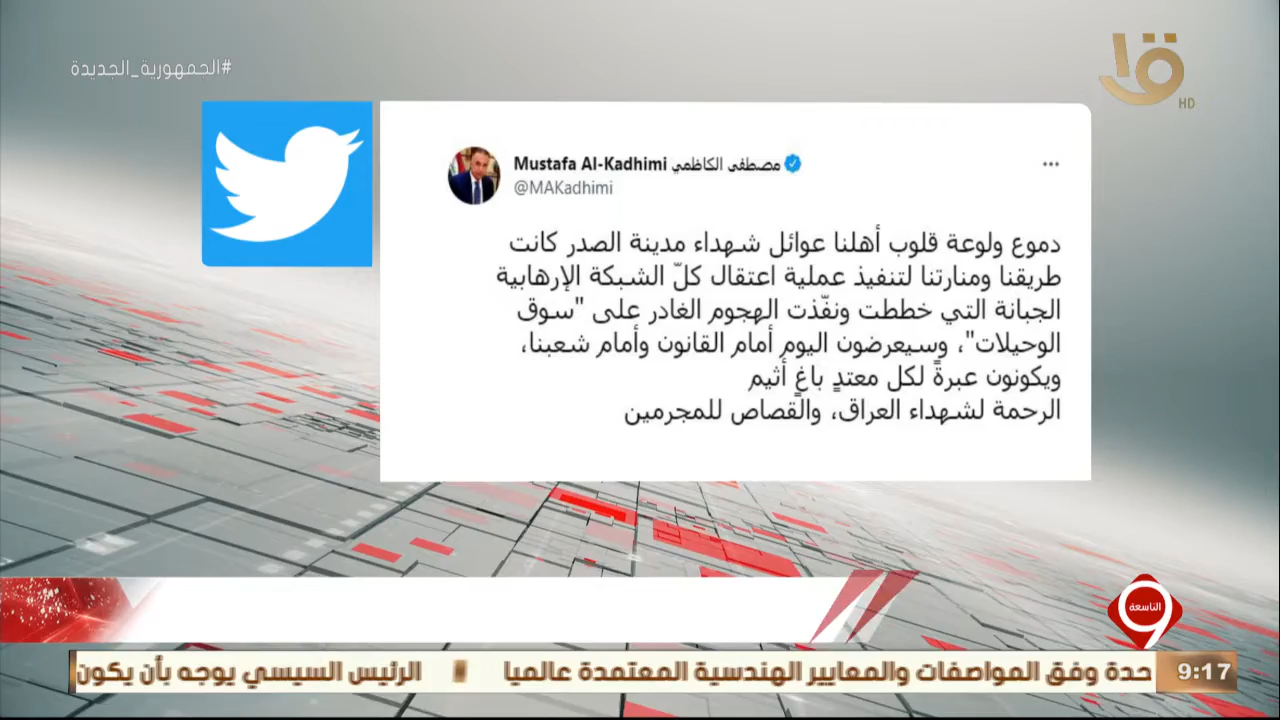 #الجمهورية_الجديدة
HD
Mustafa Al-Kadhimi مصطفى الكاظمي
@MAKadhimi
دموع ولوعة قلوب أهلنا عوائل شهداء مدينة الصدر كانت
طريقنا ومنارتنا لتنفيذ عملية اعتقال كلّ الشبكة الإرهابية
الجبانة التي خططت ونفّذت الهجوم الغادر على "سوق
الوحيلات"، وسيعرضون اليوم أمام القانون وأمام شعبنا،
ويكونون عبرةً لكل معتدٍ باغٍ أثيم
الرحمة لشهداء العراق، والقصاص للمجرمين
التاسعة
9
9:17 حدة وفق المواصفات والمعايير الهندسية المعتمدة عالميا الرئيس السيسي يوجه بأن يكون